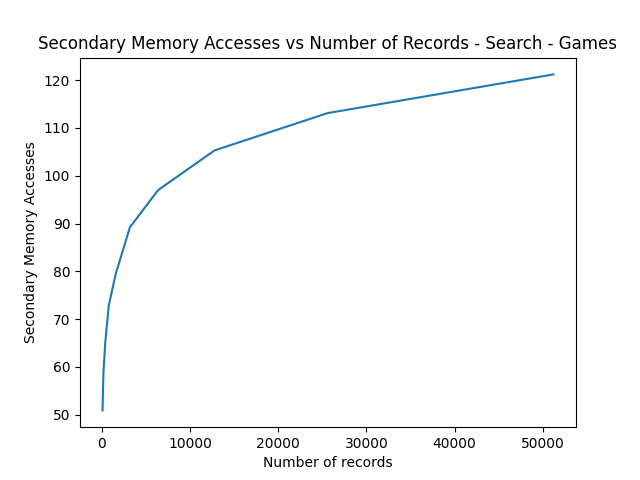 Secondary Memory Accesses vs Number of Records - Search - Games
120
110
100
90
80
70
60
50
Secondary Memory Accesses
0 10000 20000 30000 40000 50000
Number of records